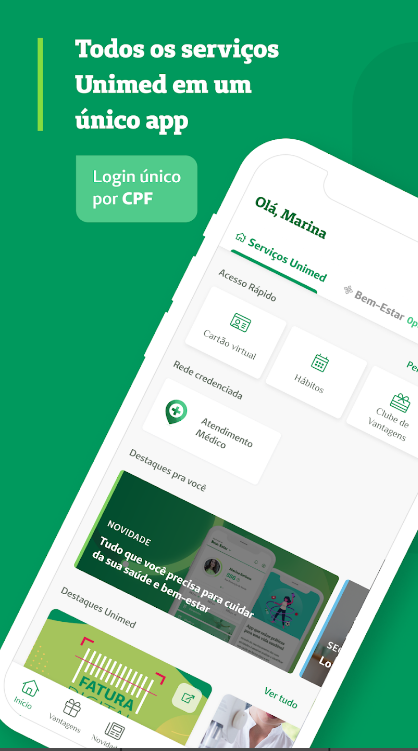 Todos os serviços
Unimed em um
único app
Login único
por CPF
Olá, Marina
Serviços Unimed
Bem-Estar
Acesso Rápido
Cartão virtual
Hábitos
Clube de
Vantagens
Rede credenciada
Atendimento
Médico
Destaques pra você
NOVIDADE
Tudo que você precisa para cuidar
da sua saúde e bem-estar
Destaques Unimed
Ver tudo
FATURA
DIGITAL
Início
Vantagens